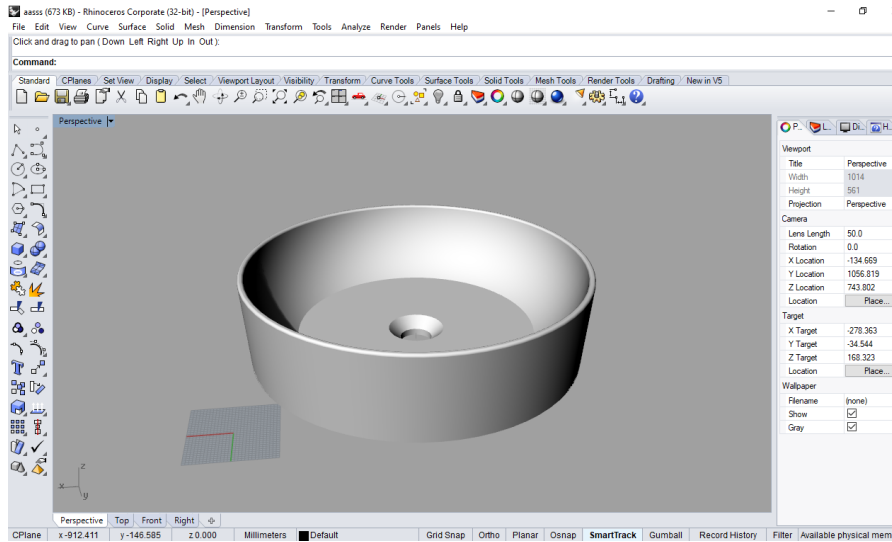 aasss (673 KB) - Rhinoceros Corporate (32-bit) - [Perspective]
File Edit View Curve Surface Solid Mesh Dimension Transform Tools Analyze Render Panels Help
Click and drag to pan ( Down Left Right Up In Out ):
Command:
Standard CPlanes Set View Display Select Viewport Layout Visibility Transform Curve Tools Surface Tools Solid Tools Mesh Tools Render Tools Drafting New in V5
Perspective
P... L... Di... H...
Viewport
Title Perspective
Width 1014
Height 561
Projection Perspective
Camera
Lens Length 50.0
Rotation 0.0
X Location -134.669
Y Location 1056.819
Z Location 743.802
Location Place...
Target
X Target -278.363
Y Target -34.544
Z Target 168.323
Location Place...
Wallpaper
Filename (none)
Show
Gray
z
x
y
Perspective Top Front Right
CPlane x -912.411 y -146.585 z 0.000 Millimeters Default Grid Snap Ortho Planar Osnap SmartTrack Gumball Record History Filter Available physical mem